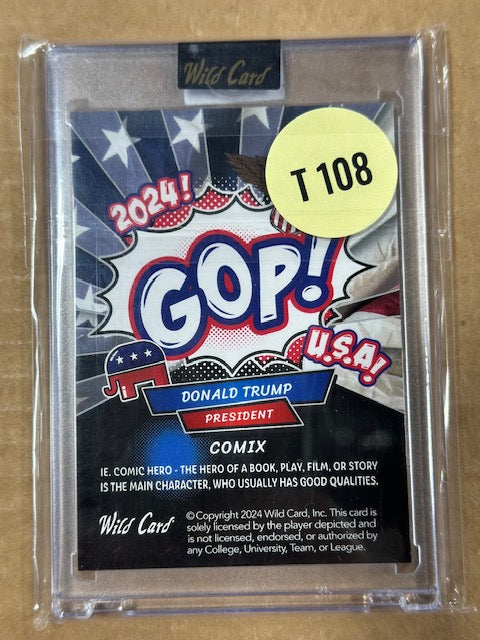 Wild Card
T 108
2024!
GOP!
U.S.A!
DONALD TRUMP
PRESIDENT
COMIX
IE. COMIC HERO - THE HERO OF A BOOK, PLAY, FILM, OR STORY
IS THE MAIN CHARACTER, WHO USUALLY HAS GOOD QUALITIES.
Wild Card
©Copyright 2024 Wild Card, Inc. This card is
solely licensed by the player depicted and
is not licensed, endorsed, or authorized by
any College, University, Team, or League.